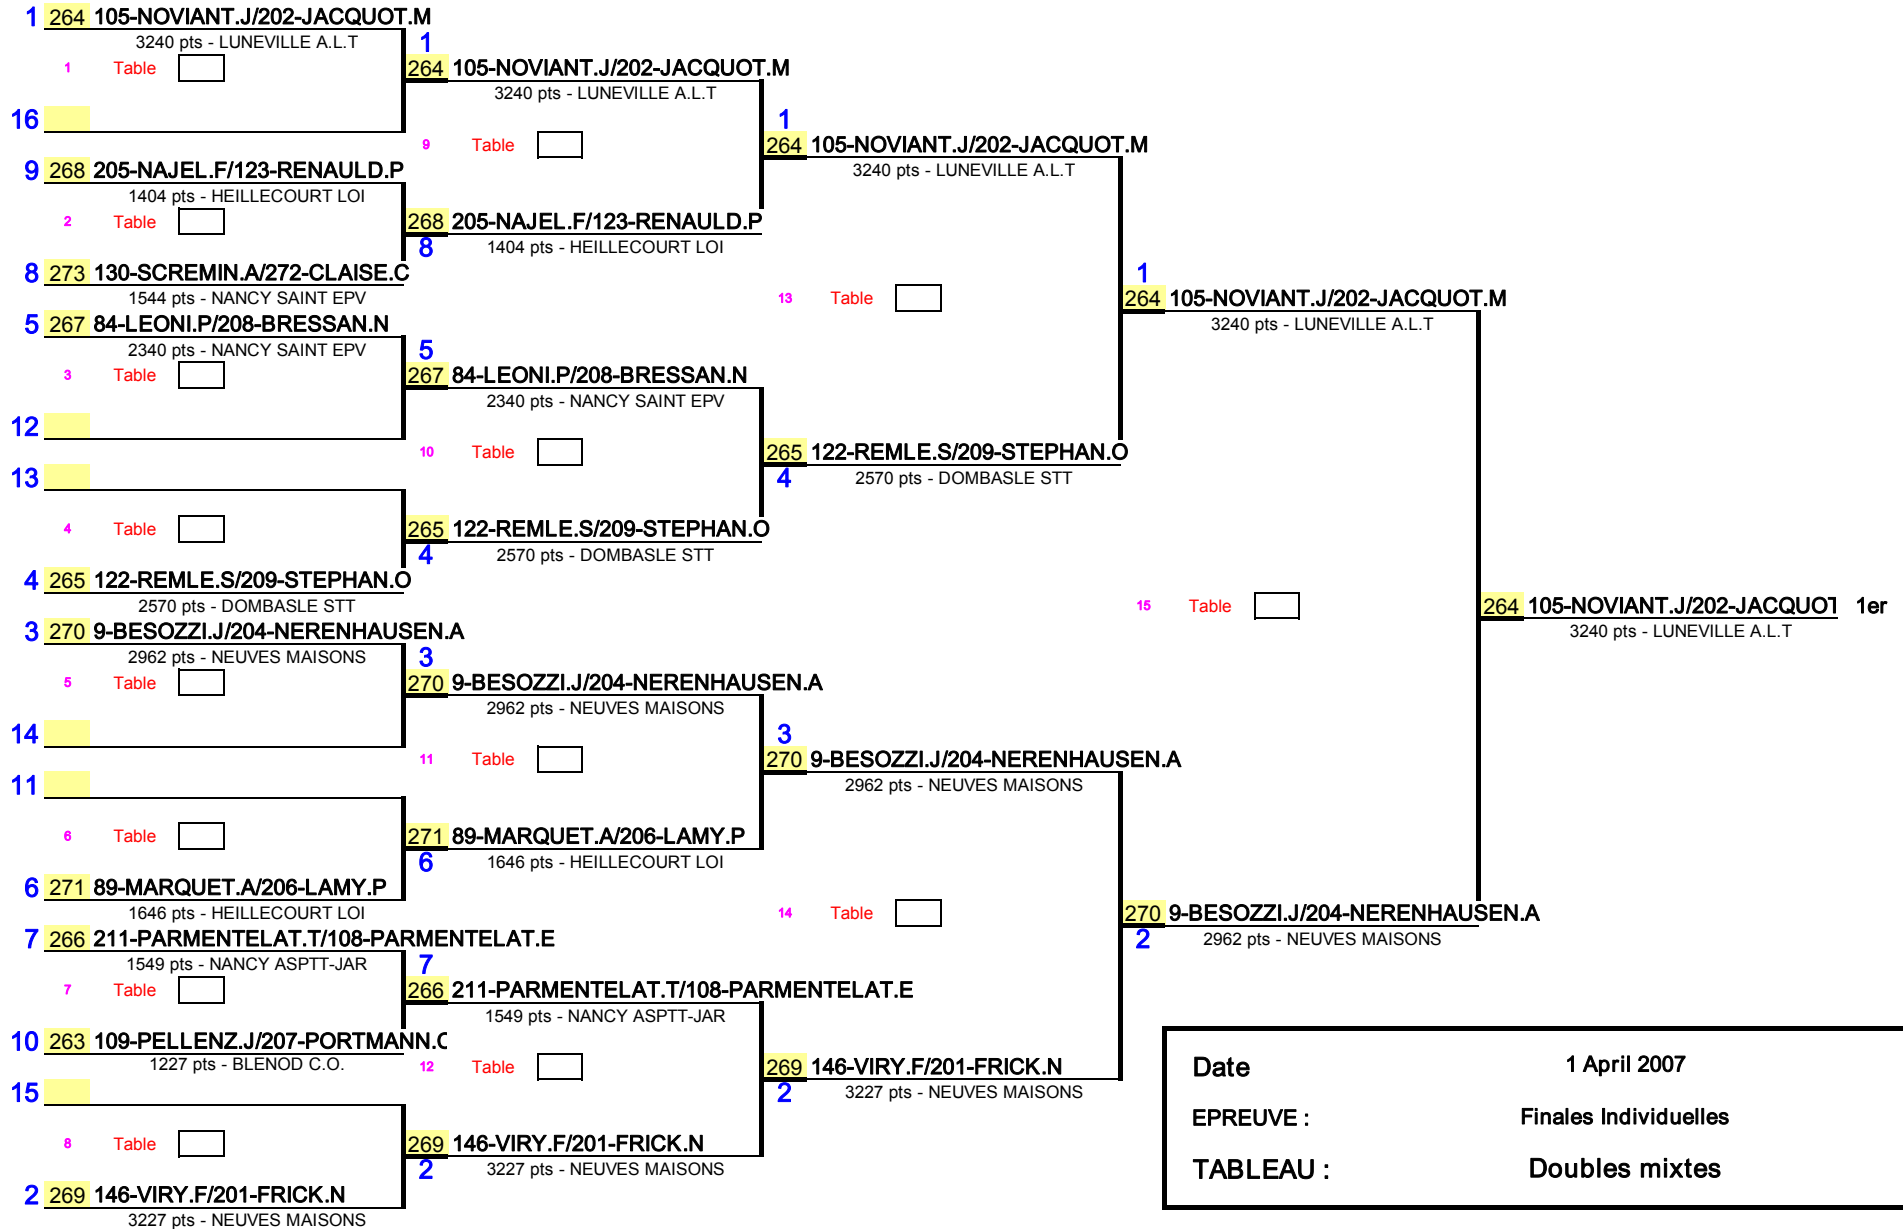 1 264 105-NOVIANT.J/202-JACQUOT.M
3240 pts - LUNEVILLE A.L.T
1 Table
16
9 268 205-NAJEL.F/123-RENAULD.P
1404 pts - HEILLECOURT LOI
2 Table
8 273 130-SCREMIN.A/272-CLAISE.C
1544 pts - NANCY SAINT EPV
5 267 84-LEONI.P/208-BRESSAN.N
2340 pts - NANCY SAINT EPV
3 Table
12
13
4 Table
4 265 122-REMLE.S/209-STEPHAN.O
2570 pts - DOMBASLE STT
3 270 9-BESOZZI.J/204-NERENHAUSEN.A
2962 pts - NEUVES MAISONS
5 Table
14
11
6 Table
6 271 89-MARQUET.A/206-LAMY.P
1646 pts - HEILLECOURT LOI
7 266 211-PARMENTELAT.T/108-PARMENTELAT.E
1549 pts - NANCY ASPTT-JAR
7 Table
10 263 109-PELLENZ.J/207-PORTMANN.C
1227 pts - BLENOD C.O.
15
8 Table
2 269 146-VIRY.F/201-FRICK.N
3227 pts - NEUVES MAISONS
1
264 105-NOVIANT.J/202-JACQUOT.M
3240 pts - LUNEVILLE A.L.T
9 Table
268 205-NAJEL.F/123-RENAULD.P
8 1404 pts - HEILLECOURT LOI
5
267 84-LEONI.P/208-BRESSAN.N
2340 pts - NANCY SAINT EPV
10 Table
265 122-REMLE.S/209-STEPHAN.O
4 2570 pts - DOMBASLE STT
3
270 9-BESOZZI.J/204-NERENHAUSEN.A
2962 pts - NEUVES MAISONS
11 Table
271 89-MARQUET.A/206-LAMY.P
6 1646 pts - HEILLECOURT LOI
7
266 211-PARMENTELAT.T/108-PARMENTELAT.E
1549 pts - NANCY ASPTT-JAR
12 Table
269 146-VIRY.F/201-FRICK.N
2 3227 pts - NEUVES MAISONS
1
264 105-NOVIANT.J/202-JACQUOT.M
3240 pts - LUNEVILLE A.L.T
13 Table
265 122-REMLE.S/209-STEPHAN.O
4 2570 pts - DOMBASLE STT
3
270 9-BESOZZI.J/204-NERENHAUSEN.A
2962 pts - NEUVES MAISONS
14 Table
269 146-VIRY.F/201-FRICK.N
2 3227 pts - NEUVES MAISONS
1
264 105-NOVIANT.J/202-JACQUOT.M
3240 pts - LUNEVILLE A.L.T
15 Table
270 9-BESOZZI.J/204-NERENHAUSEN.A
2 2962 pts - NEUVES MAISONS
264 105-NOVIANT.J/202-JACQUOT 1er
3240 pts - LUNEVILLE A.L.T
Date 1 April 2007
EPREUVE : Finales Individuelles
TABLEAU : Doubles mixtes